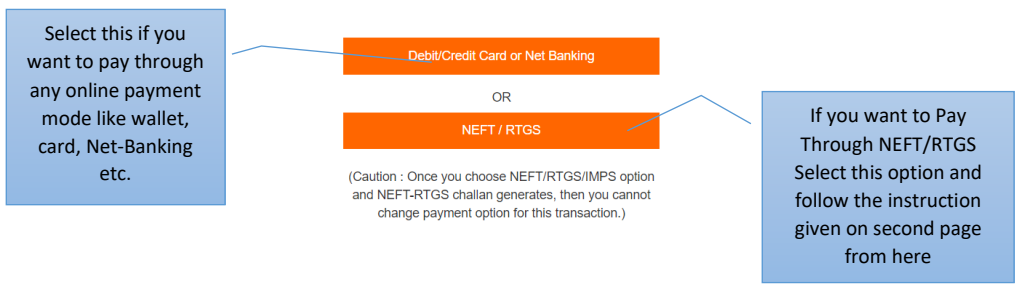 Select this if you
want to pay through
any online payment
mode like wallet,
card, Net-Banking
etc.
Debit/Credit Card or Net Banking
OR
NEFT / RTGS
(Caution : Once you choose NEFT/RTGS/IMPS option
and NEFT-RTGS challan generates, then you cannot
change payment option for this transaction.)
If you want to Pay
Through NEFT/RTGS
Select this option and
follow the instruction
given on second page
from here